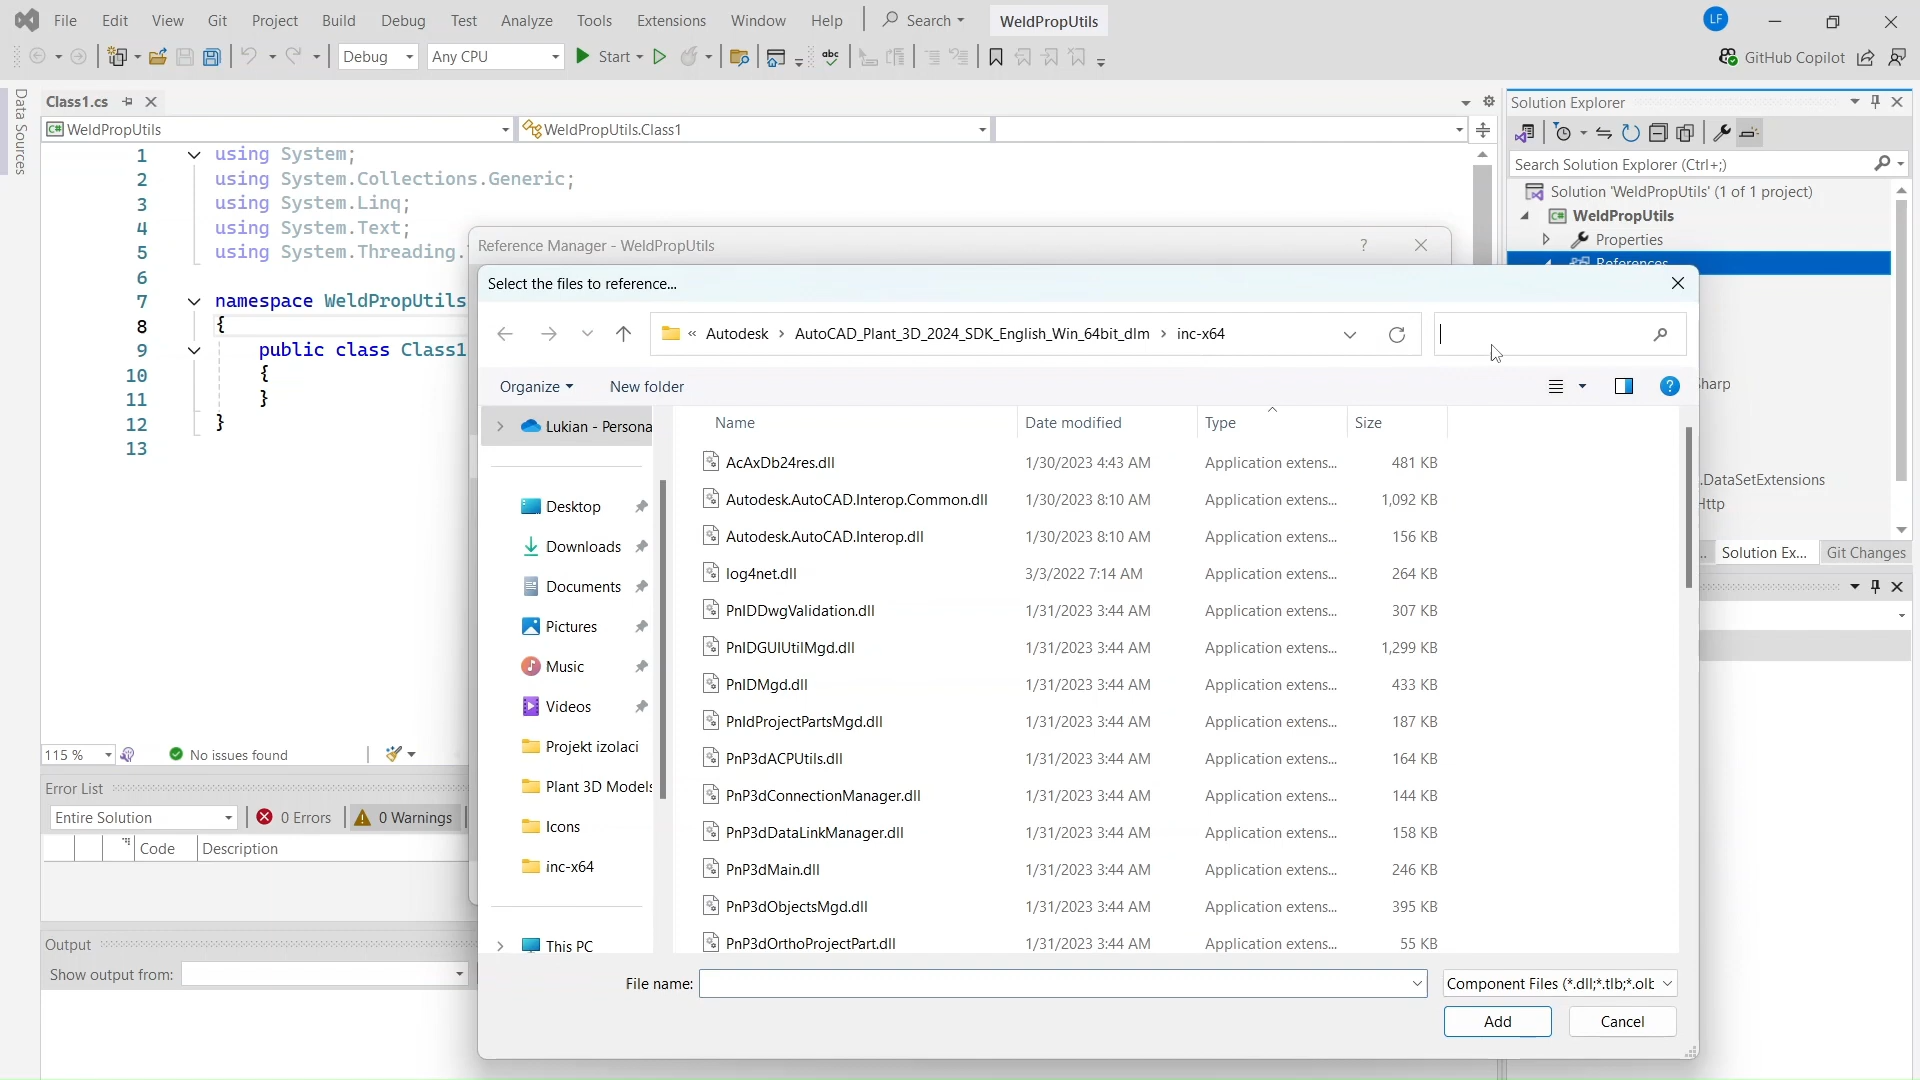 File Edit View Git Project Build Debug Test Analyze Tools Extensions Window Help Search WeldPropUtils LF
Debug Any CPU Start abc GitHub Copilot
Data Sources
Class1.cs
C# WeldPropUtils WeldPropUtils.Class1
1 using System;
2 using System.Collections.Generic;
3 using System.Linq;
4 using System.Text;
5 using System.Threading.
6
7 namespace WeldPropUtils
8 {
9 public class Class1
10 {
11 }
12 }
13
115 % No issues found
Error List
Entire Solution 0 Errors 0 Warnings
Code Description
Output
Show output from:
Reference Manager - WeldPropUtils ?
Select the files to reference...
« Autodesk › AutoCAD_Plant_3D_2024_SDK_English_Win_64bit_dlm › inc-x64
Organize New folder ?
Lukian - Persona
Desktop
Downloads
Documents
Pictures
Music
Videos
Projekt izolaci
Plant 3D Models
Icons
inc-x64
This PC
Name Date modified Type Size
AcAxDb24res.dll 1/30/2023 4:43 AM Application extens... 481 KB
Autodesk.AutoCAD.Interop.Common.dll 1/30/2023 8:10 AM Application extens... 1,092 KB
Autodesk.AutoCAD.Interop.dll 1/30/2023 8:10 AM Application extens... 156 KB
log4net.dll 3/3/2022 7:14 AM Application extens... 264 KB
PnIDDwgValidation.dll 1/31/2023 3:44 AM Application extens... 307 KB
PnIDGUIUtilMgd.dll 1/31/2023 3:44 AM Application extens... 1,299 KB
PnIDMgd.dll 1/31/2023 3:44 AM Application extens... 433 KB
PnIdProjectPartsMgd.dll 1/31/2023 3:44 AM Application extens... 187 KB
PnP3dACPUtils.dll 1/31/2023 3:44 AM Application extens... 164 KB
PnP3dConnectionManager.dll 1/31/2023 3:44 AM Application extens... 144 KB
PnP3dDataLinkManager.dll 1/31/2023 3:44 AM Application extens... 158 KB
PnP3dMain.dll 1/31/2023 3:44 AM Application extens... 246 KB
PnP3dObjectsMgd.dll 1/31/2023 3:44 AM Application extens... 395 KB
PnP3dOrthoProjectPart.dll 1/31/2023 3:44 AM Application extens... 55 KB
File name: Component Files (*.dll;*.tlb;*.olb
Add Cancel
Solution Explorer
Search Solution Explorer (Ctrl+;)
Solution 'WeldPropUtils' (1 of 1 project)
C# WeldPropUtils
Properties
References
harp
.DataSetExtensions
Http
.. Solution Ex... Git Changes